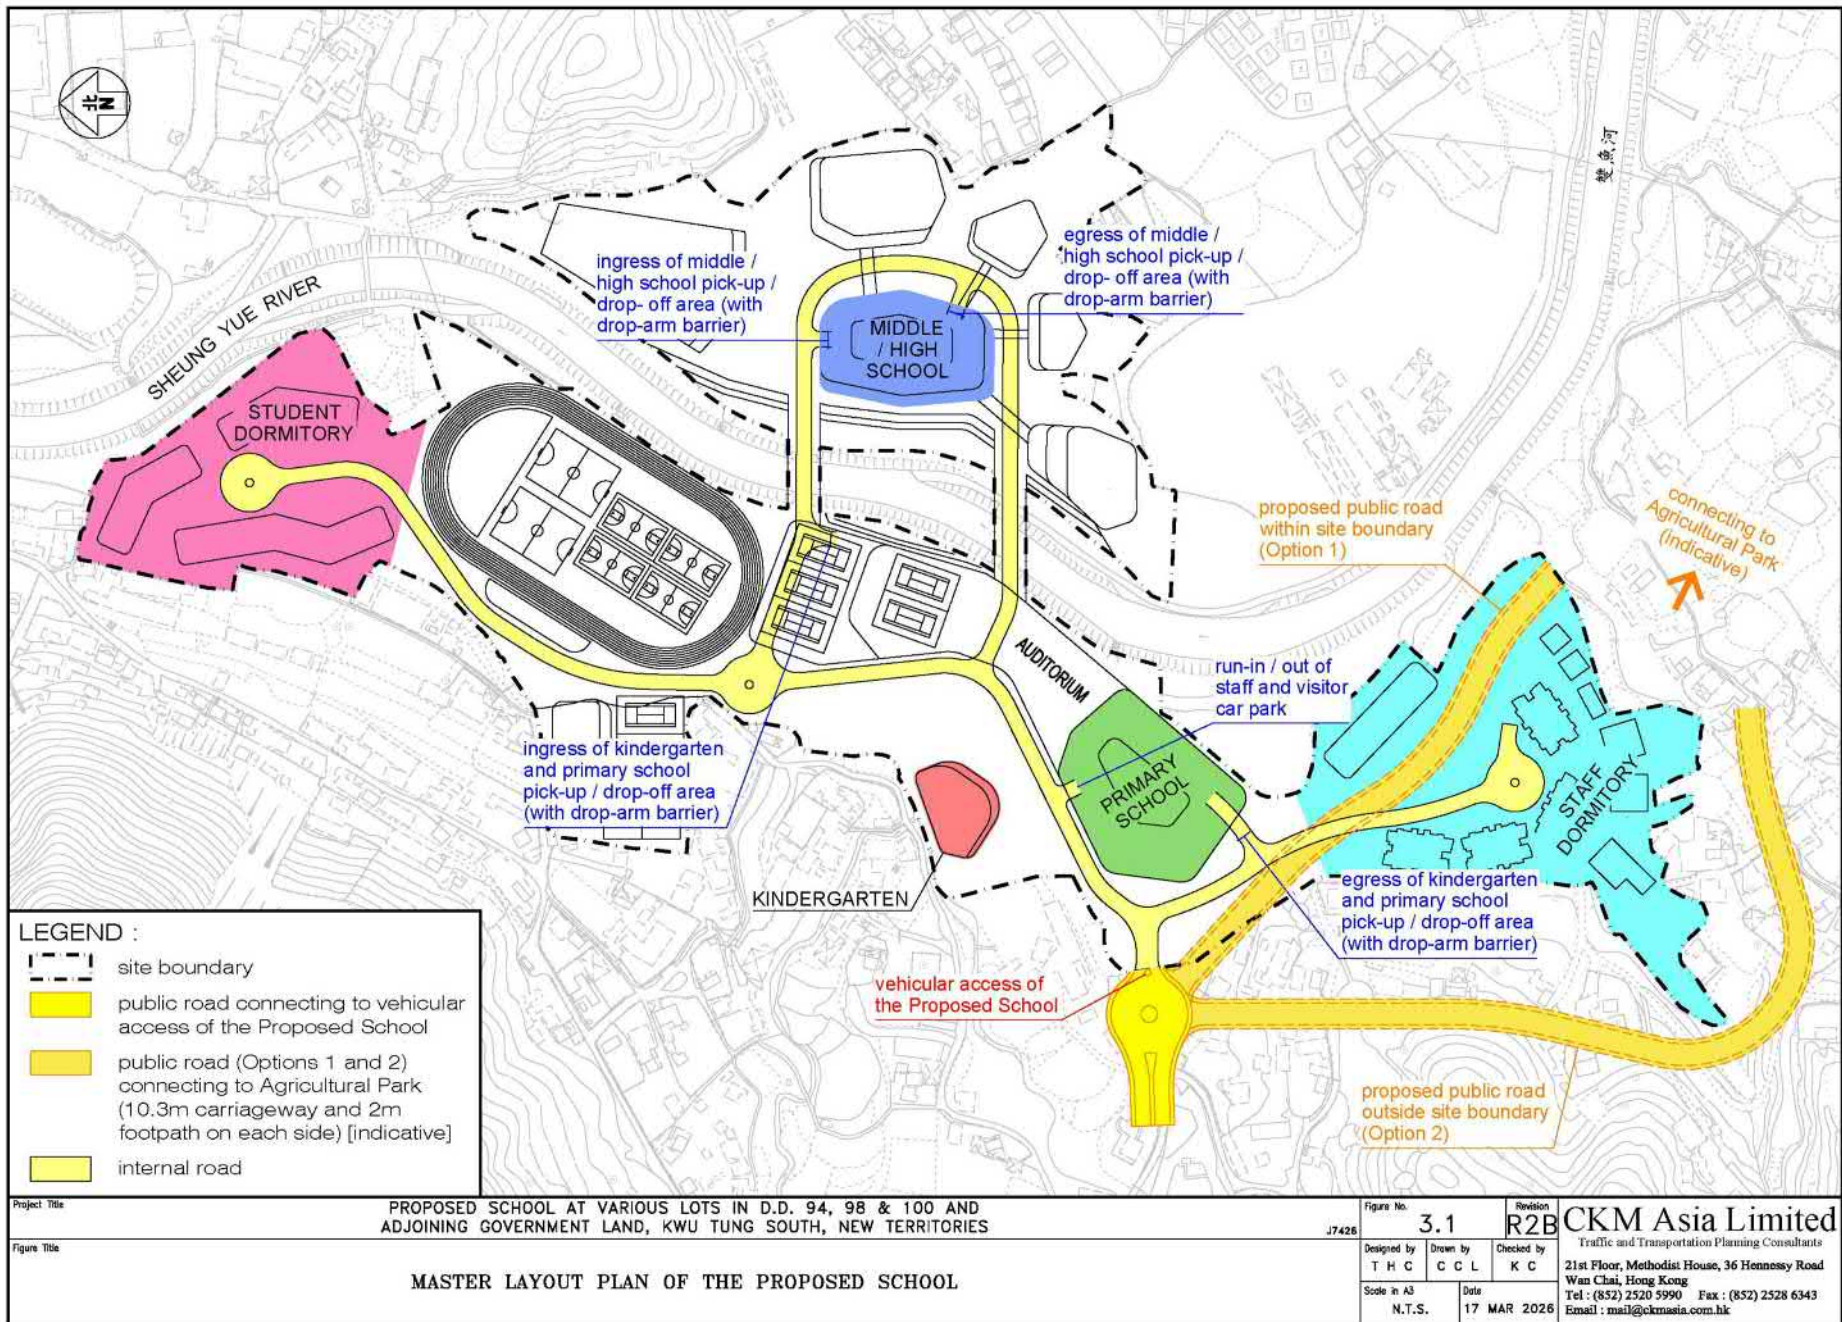 北
N
雙魚河
SHEUNG YUE RIVER
STUDENT
DORMITORY
ingress of middle /
high school pick-up /
drop- off area (with
drop-arm barrier)
egress of middle /
high school pick-up /
drop- off area (with
drop-arm barrier)
MIDDLE
/ HIGH
SCHOOL
proposed public road
within site boundary
(Option 1)
connecting to
Agricultural Park
(Indicative)
AUDITORIUM
run-in / out of
staff and visitor
car park
ingress of kindergarten
and primary school
pick-up / drop-off area
(with drop-arm barrier)
PRIMARY
SCHOOL
STAFF
DORMITORY
KINDERGARTEN
egress of kindergarten
and primary school
pick-up / drop-off area
(with drop-arm barrier)
vehicular access of
the Proposed School
proposed public road
outside site boundary
(Option 2)
LEGEND :
site boundary
public road connecting to vehicular
access of the Proposed School
public road (Options 1 and 2)
connecting to Agricultural Park
(10.3m carriageway and 2m
footpath on each side) [indicative]
internal road
Project Title
PROPOSED SCHOOL AT VARIOUS LOTS IN D.D. 94, 98 & 100 AND
ADJOINING GOVERNMENT LAND, KWU TUNG SOUTH, NEW TERRITORIES
J7426
Figure Title
MASTER LAYOUT PLAN OF THE PROPOSED SCHOOL
Figure No.
3.1
Revision
R2B
Designed by
T H C
Drawn by
C C L
Checked by
K C
Scale in A3
N.T.S.
Date
17 MAR 2026
CKM Asia Limited
Traffic and Transportation Planning Consultants
21st Floor, Methodist House, 36 Hennessy Road
Wan Chai, Hong Kong
Tel : (852) 2520 5990 Fax : (852) 2528 6343
Email : mail@ckmasia.com.hk